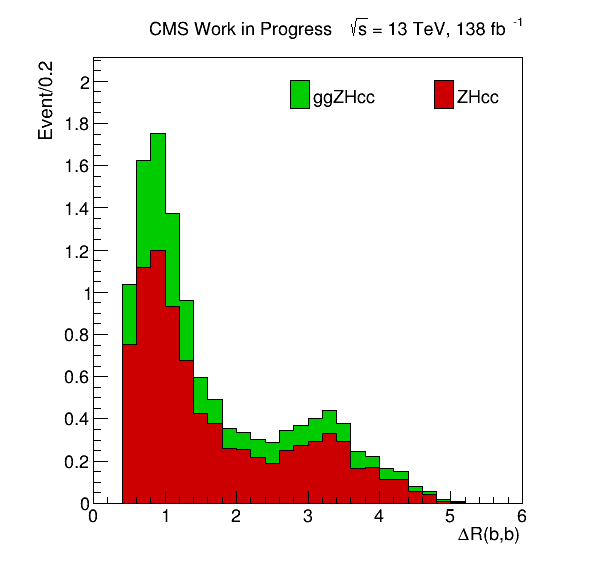 CMS Work in Progress √s = 13 TeV, 138 fb⁻¹
Event/0.2
ggZHcc ZHcc
2
1.8
1.6
1.4
1.2
1
0.8
0.6
0.4
0.2
0
0 1 2 3 4 5 6
ΔR(b,b)